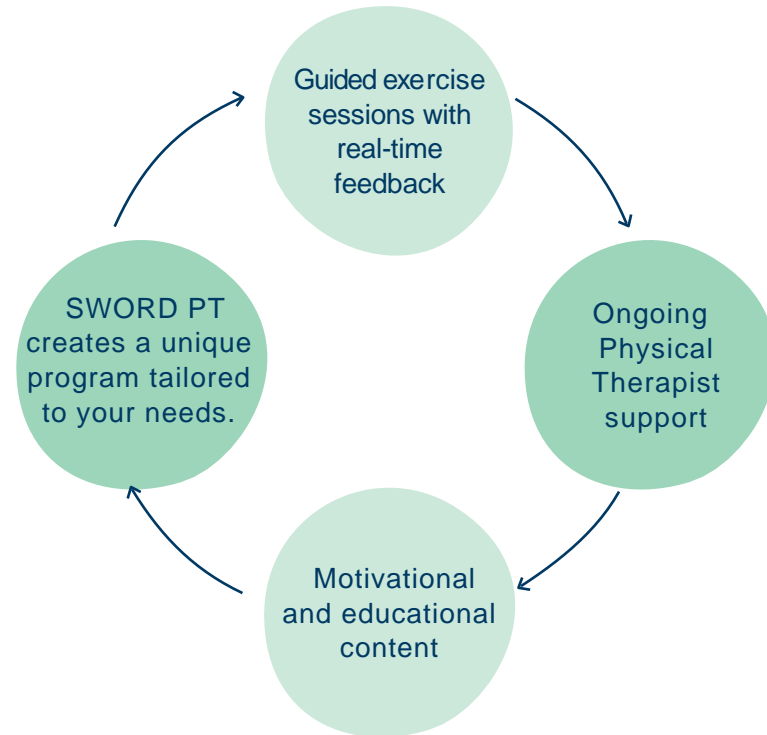 Guided exercise
sessions with
real-time
feedback
SWORD PT
creates a unique
program tailored
to your needs.
Ongoing
Physical
Therapist
support
Motivational
and educational
content